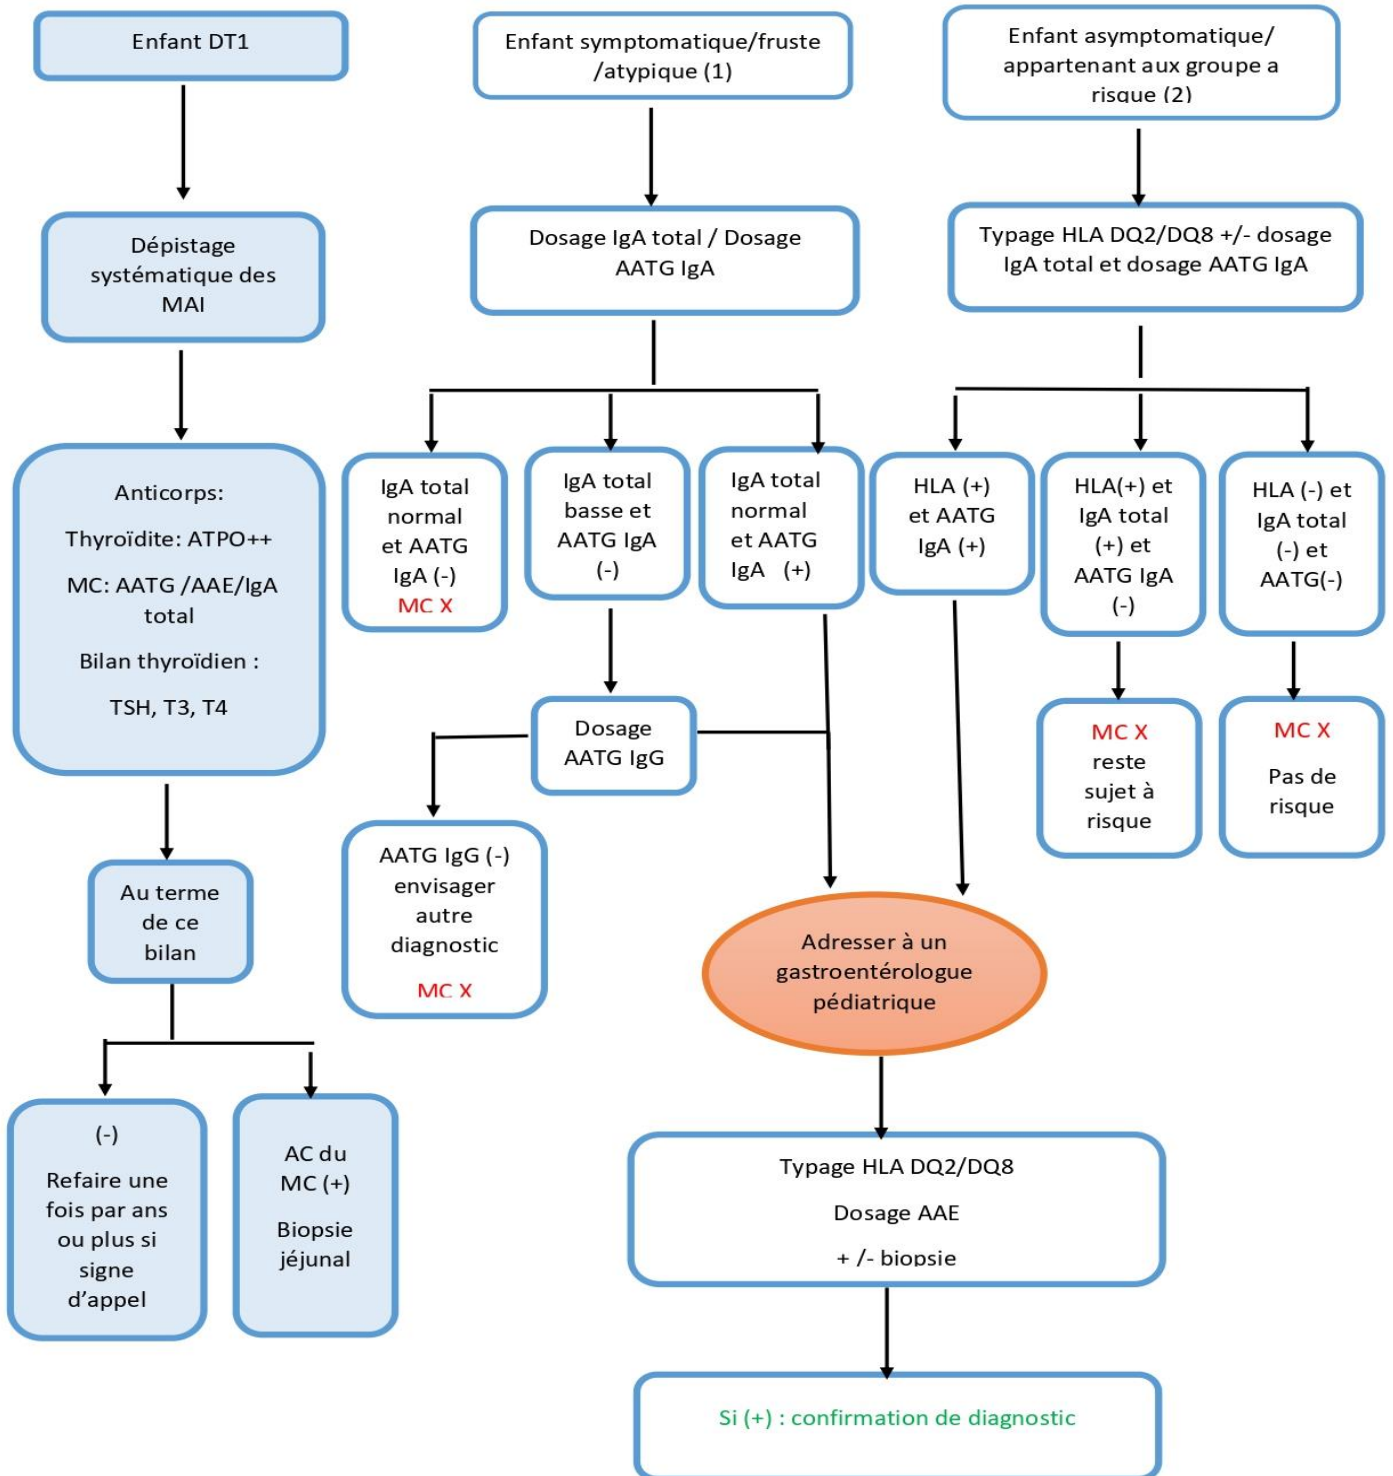 Enfant DT1
Dépistage
systématique des
MAI
Anticorps:
Thyroïdite: ATPO++
MC: AATG /AAE/IgA
total
Bilan thyroïdien :
TSH, T3, T4
Au terme
de ce
bilan
(-)
Refaire une
fois par ans
ou plus si
signe
d’appel
AC du
MC (+)
Biopsie
jéjunal
Enfant symptomatique/fruste
/atypique (1)
Dosage IgA total / Dosage
AATG IgA
IgA total
normal
et AATG
IgA (-)
MC X
IgA total
basse et
AATG IgA
(-)
IgA total
normal
et AATG
IgA (+)
Dosage
AATG IgG
AATG IgG (-)
envisager
autre
diagnostic
MC X
Enfant asymptomatique/
appartenant aux groupe a
risque (2)
Typage HLA DQ2/DQ8 +/- dosage
IgA total et dosage AATG IgA
HLA (+)
et AATG
IgA (+)
HLA(+) et
IgA total
(+) et
AATG IgA
(-)
HLA (-) et
IgA total
(-) et
AATG(-)
MC X
reste
sujet à
risque
MC X
Pas de
risque
Adresser à un
gastroentérologue
pédiatrique
Typage HLA DQ2/DQ8
Dosage AAE
+ /- biopsie
Si (+) : confirmation de diagnostic